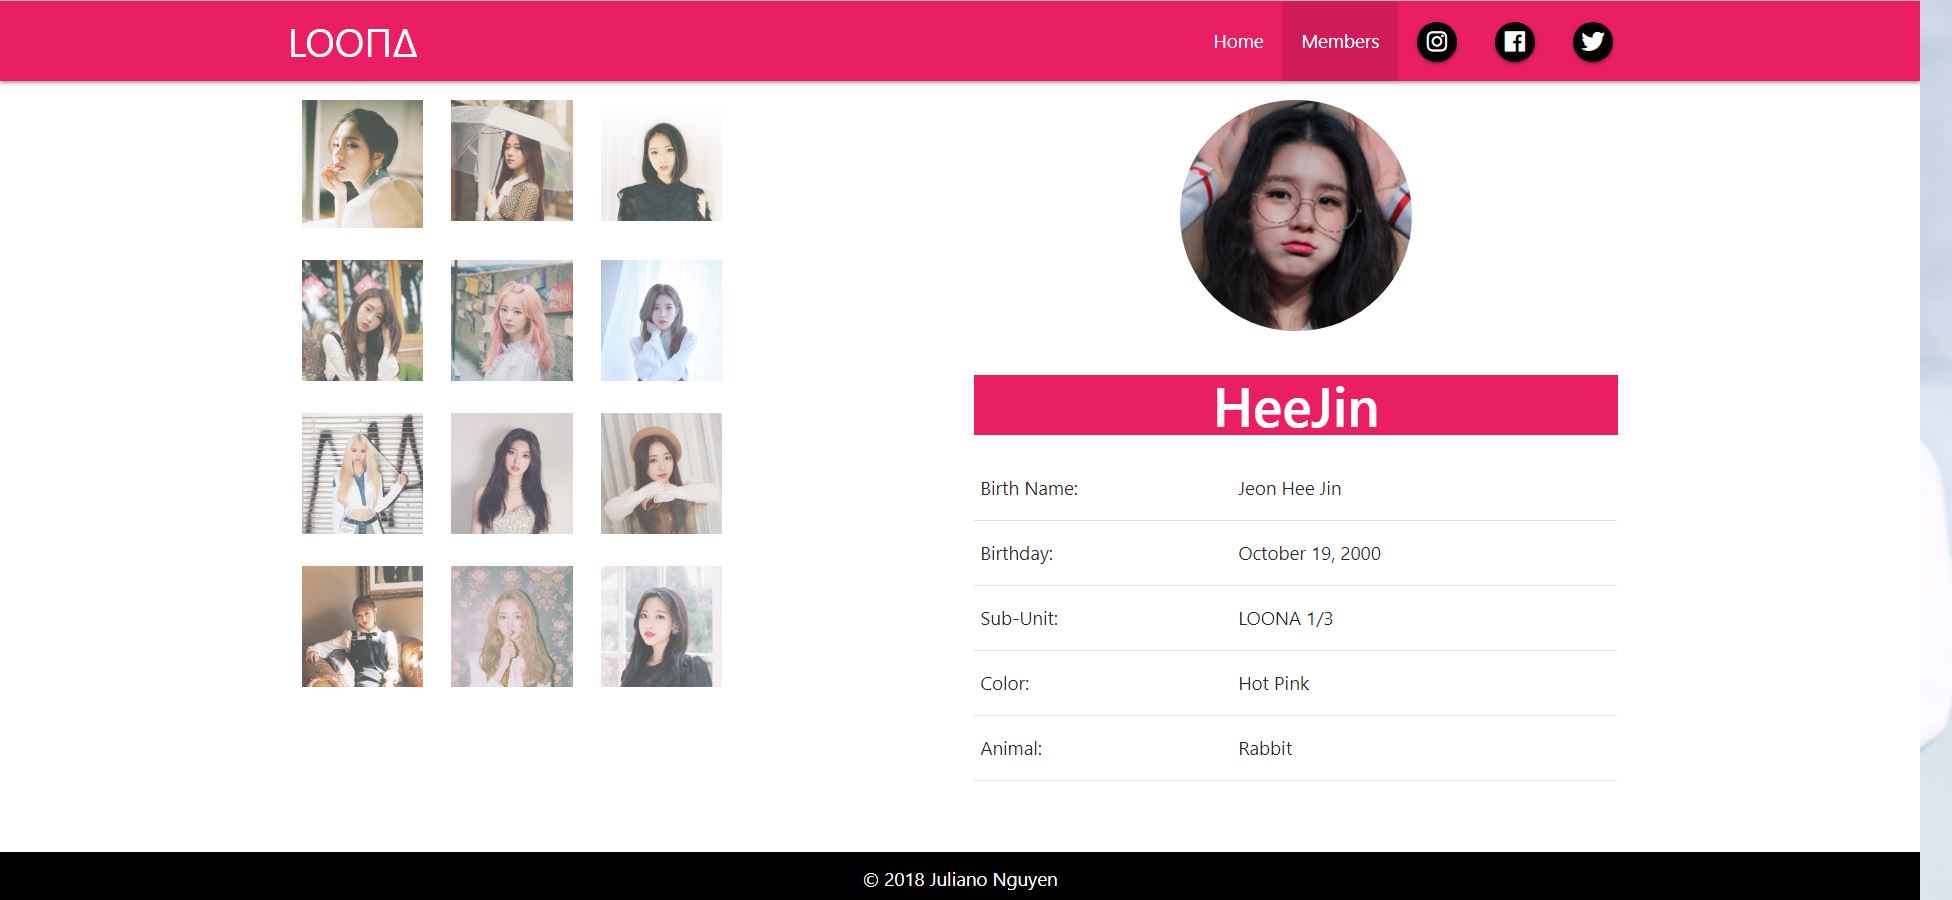 LOOΠΔ
Home
Members
HeeJin
Birth Name: Jeon Hee Jin
Birthday: October 19, 2000
Sub-Unit: LOONA 1/3
Color: Hot Pink
Animal: Rabbit
© 2018 Juliano Nguyen